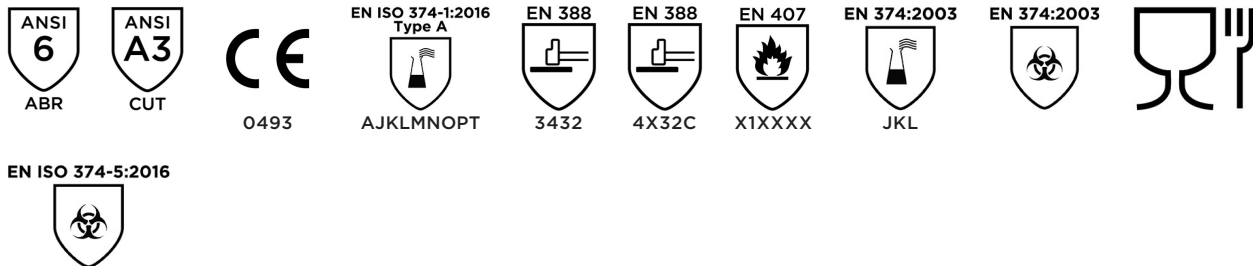 ANSI
6
ABR
ANSI
A3
CUT
CE
0493
EN ISO 374-1:2016
Type A
AJKLMNOPT
EN 388
3432
EN 388
4X32C
EN 407
X1XXXX
EN 374:2003
JKL
EN 374:2003
EN ISO 374-5:2016